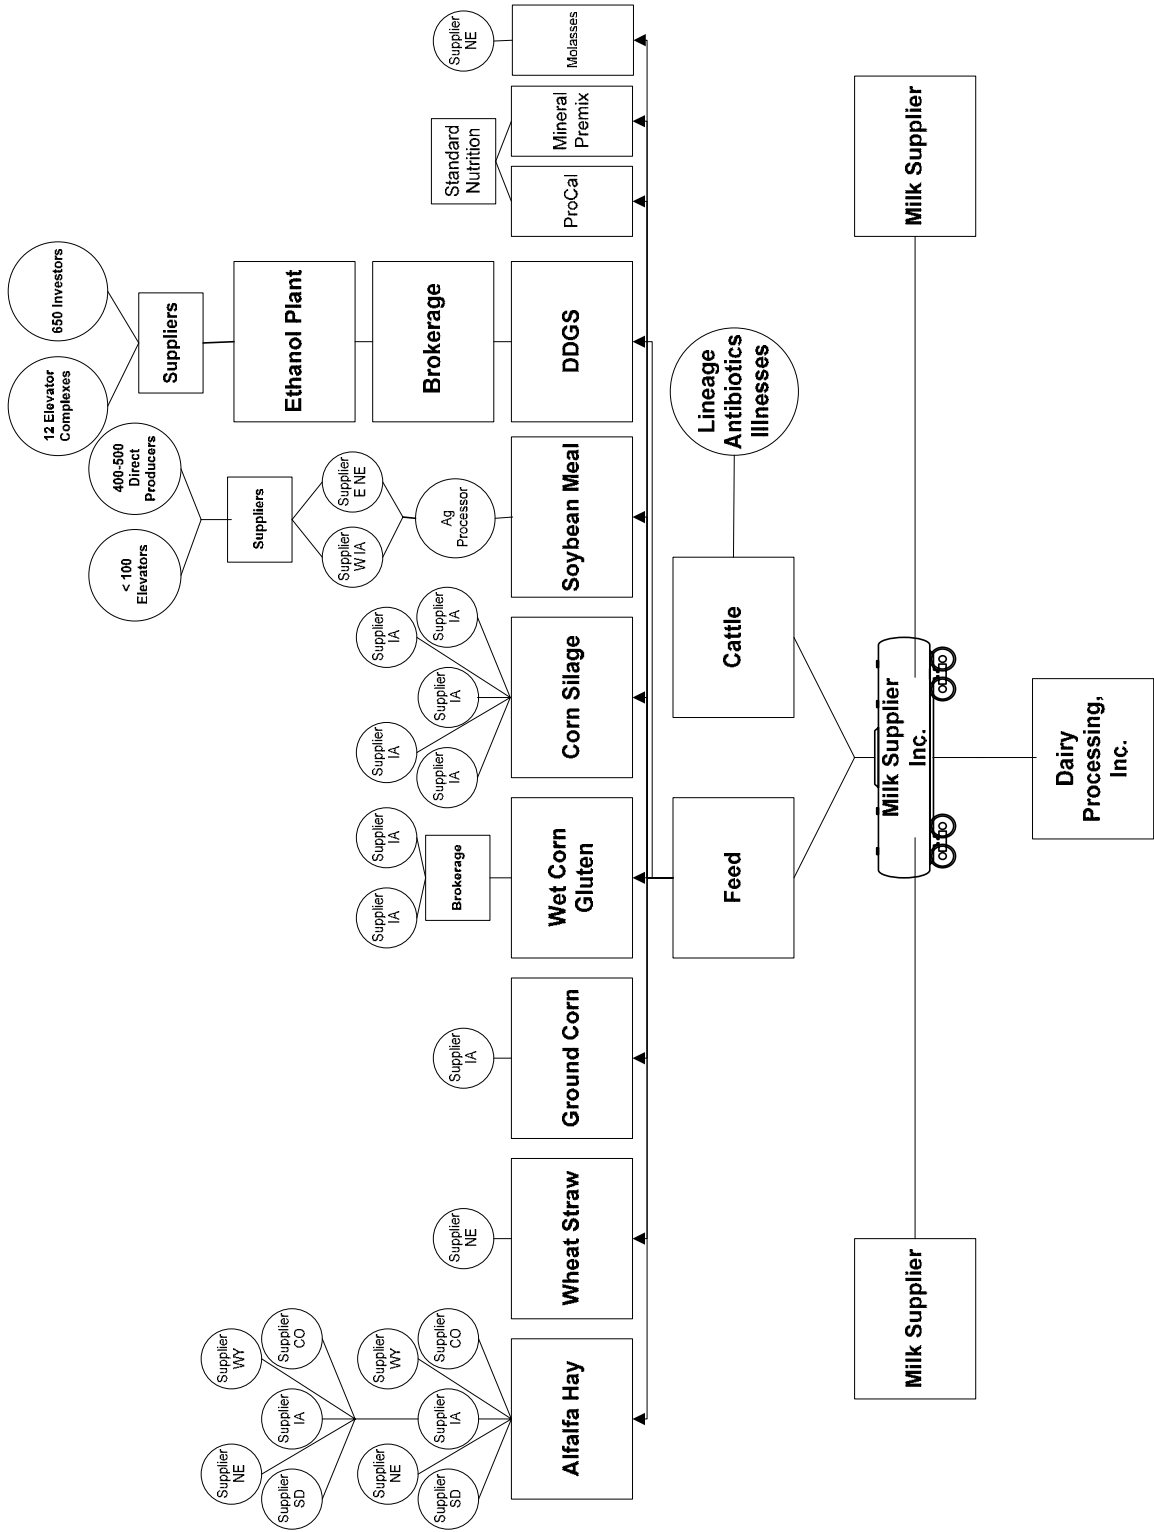 12 Elevator
Complexes
650 Investors
< 100
Elevators
400-500
Direct
Producers
Suppliers
Supplier
NE
Supplier
WY
Suppliers
Supplier
SD
Supplier
IA
Supplier
CO
Ethanol Plant
Supplier
W IA
Supplier
E NE
Supplier
NE
Supplier
WY
Supplier
IA
Supplier
IA
Supplier
IA
Supplier
IA
Supplier
SD
Supplier
IA
Supplier
CO
Supplier
IA
Supplier
IA
Supplier
IA
Brokerage
Supplier
NE
Supplier
IA
Brokerage
Ag
Processor
Standard
Nutrition
Supplier
NE
Alfalfa Hay
Wheat Straw
Ground Corn
Wet Corn
Gluten
Corn Silage
Soybean Meal
DDGS
ProCal
Mineral
Premix
Molasses
Feed
Cattle
Lineage
Antibiotics
Illnesses
Milk Supplier
Milk Supplier
Inc.
Milk Supplier
Dairy
Processing,
Inc.